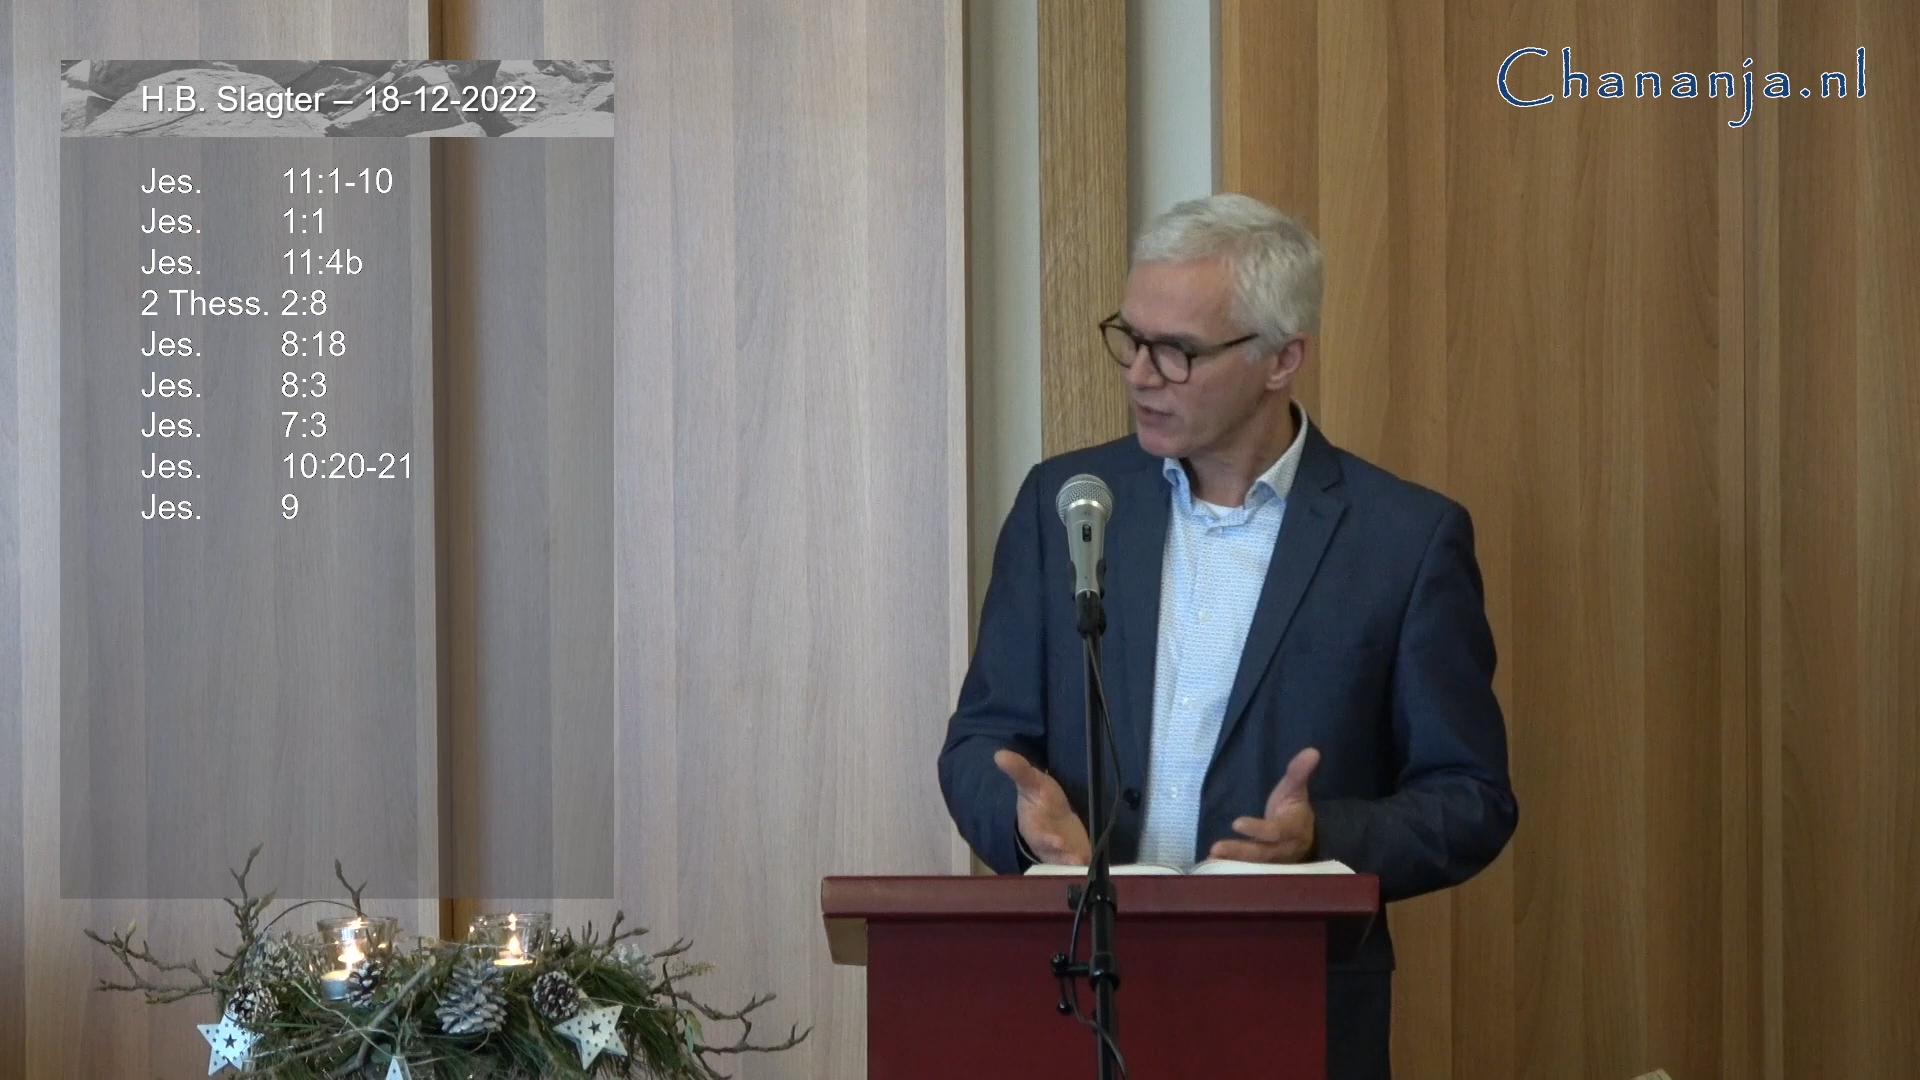 H.B. Slagter – 18-12-2022
Chananja.nl
Jes. 11:1-10
Jes. 1:1
Jes. 11:4b
2 Thess. 2:8
Jes. 8:18
Jes. 8:3
Jes. 7:3
Jes. 10:20-21
Jes. 9